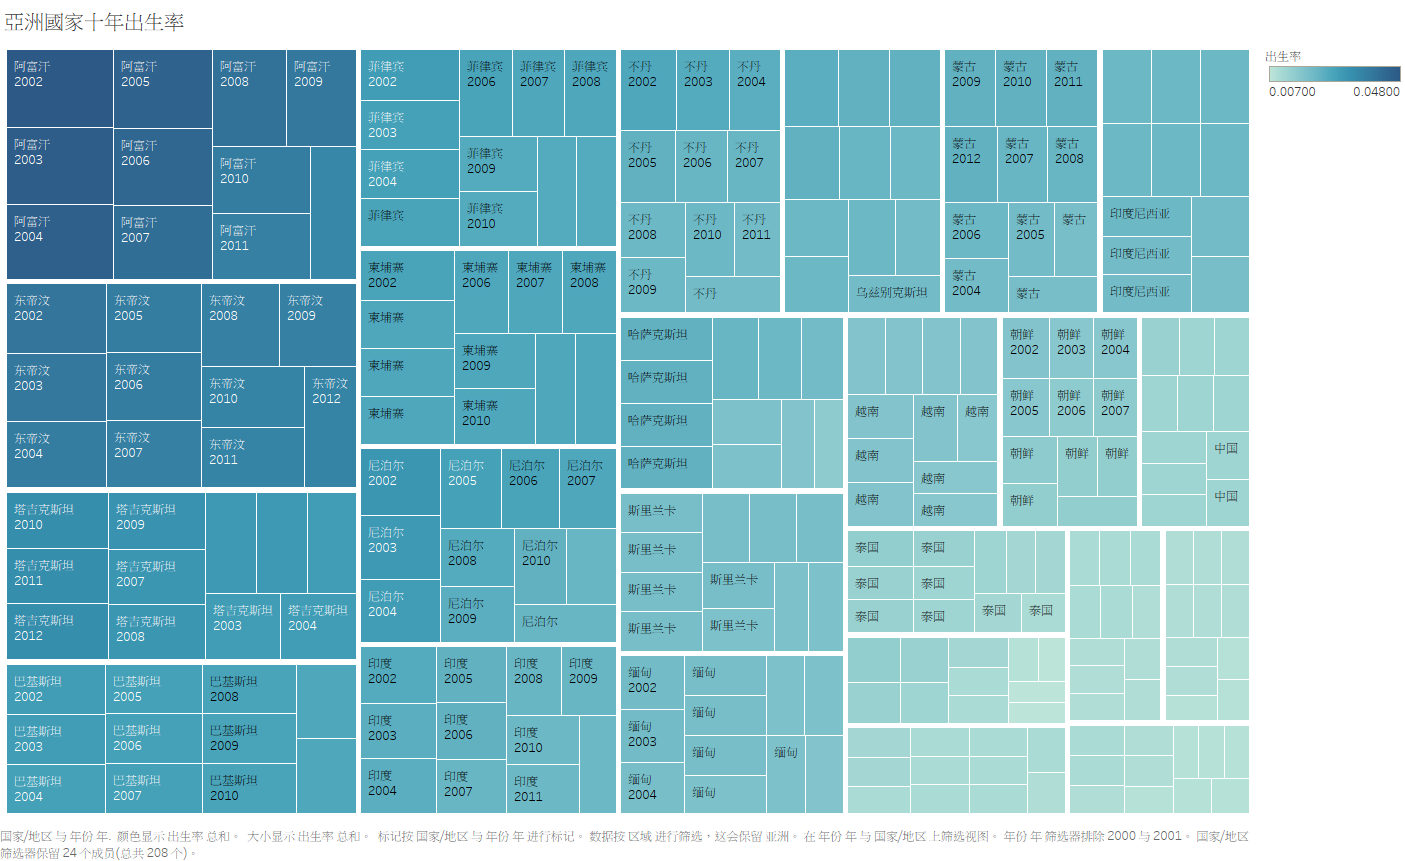 亞洲國家十年出生率
出生率
0.00700 0.04800
阿富汗
2002
阿富汗
2003
阿富汗
2004
阿富汗
2005
阿富汗
2006
阿富汗
2007
阿富汗
2008
阿富汗
2009
阿富汗
2010
阿富汗
2011
东帝汶
2002
东帝汶
2003
东帝汶
2004
东帝汶
2005
东帝汶
2006
东帝汶
2007
东帝汶
2008
东帝汶
2009
东帝汶
2010
东帝汶
2011
东帝汶
2012
塔吉克斯坦
2010
塔吉克斯坦
2011
塔吉克斯坦
2012
塔吉克斯坦
2009
塔吉克斯坦
2007
塔吉克斯坦
2008
塔吉克斯坦
2003
塔吉克斯坦
2004
巴基斯坦
2002
巴基斯坦
2003
巴基斯坦
2004
巴基斯坦
2005
巴基斯坦
2006
巴基斯坦
2007
巴基斯坦
2008
巴基斯坦
2009
巴基斯坦
2010
菲律宾
2002
菲律宾
2003
菲律宾
2004
菲律宾
菲律宾
2006
菲律宾
2007
菲律宾
2008
菲律宾
2009
菲律宾
2010
柬埔寨
2002
柬埔寨
柬埔寨
柬埔寨
柬埔寨
2006
柬埔寨
2007
柬埔寨
2008
柬埔寨
2009
柬埔寨
2010
尼泊尔
2002
尼泊尔
2003
尼泊尔
2004
尼泊尔
2005
尼泊尔
2006
尼泊尔
2007
尼泊尔
2008
尼泊尔
2009
尼泊尔
2010
尼泊尔
印度
2002
印度
2003
印度
2004
印度
2005
印度
2006
印度
2007
印度
2008
印度
2009
印度
2010
印度
2011
不丹
2002
不丹
2003
不丹
2004
不丹
2005
不丹
2006
不丹
2007
不丹
2008
不丹
2009
不丹
2010
不丹
2011
不丹
乌兹别克斯坦
蒙古
2009
蒙古
2010
蒙古
2011
蒙古
2012
蒙古
2007
蒙古
2008
蒙古
2006
蒙古
2004
蒙古
2005
蒙古
蒙古
印度尼西亚
印度尼西亚
印度尼西亚
哈萨克斯坦
哈萨克斯坦
哈萨克斯坦
哈萨克斯坦
斯里兰卡
斯里兰卡
斯里兰卡
斯里兰卡
斯里兰卡
斯里兰卡
缅甸
2002
缅甸
2003
缅甸
2004
缅甸
缅甸
缅甸
缅甸
缅甸
越南
越南
越南
越南
越南
越南
越南
朝鲜
2002
朝鲜
2003
朝鲜
2004
朝鲜
2005
朝鲜
2006
朝鲜
2007
朝鲜
朝鲜
朝鲜
朝鲜
中国
中国
泰国
泰国
泰国
泰国
泰国
泰国
泰国
泰国
国家/地区 与 年份 年. 颜色显示 出生率 总和。 大小显示 出生率 总和。 标记按 国家/地区 与 年份 年 进行标记。 数据按 区域 进行筛选，这会保留 亚洲。 在 年份 年 与 国家/地区 上筛选视图。 年份 年 筛选器排除 2000 与 2001。 国家/地区
筛选器保留 24 个成员(总共 208 个)。